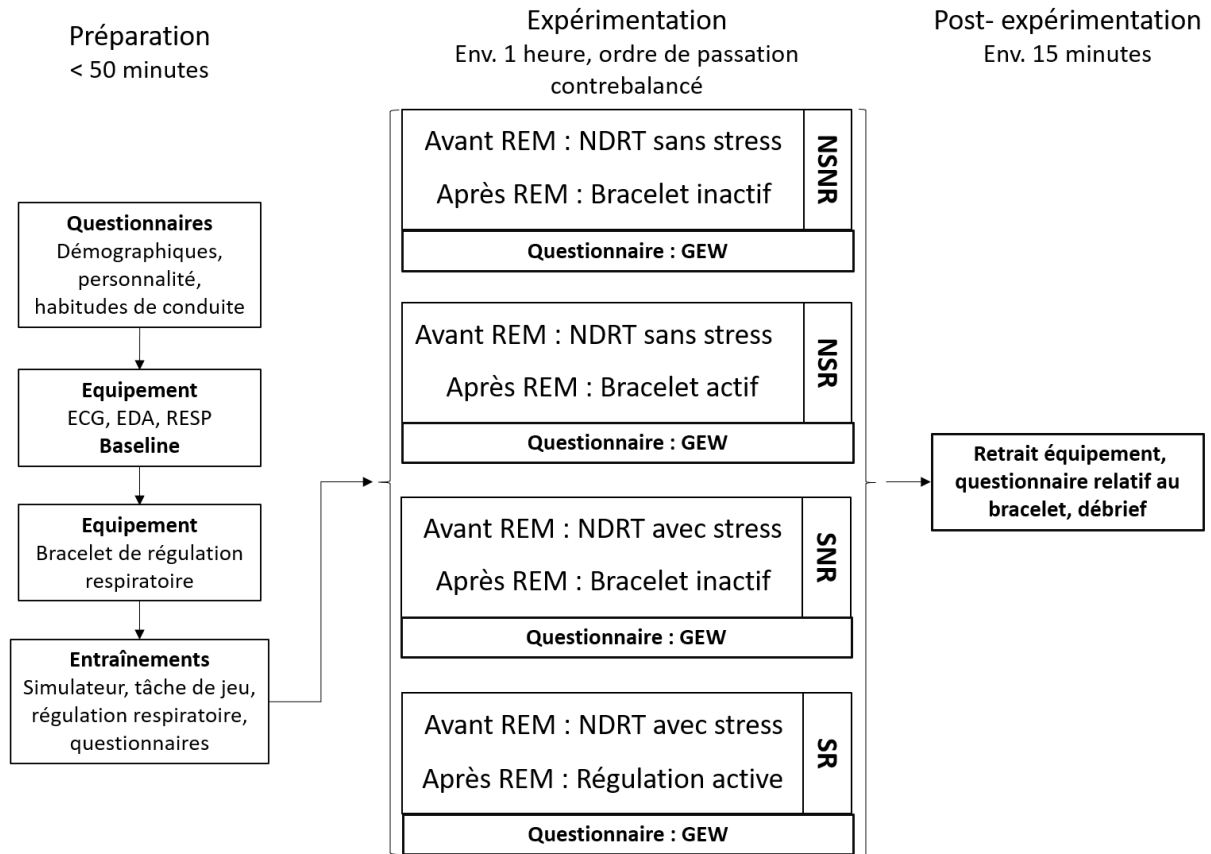 Préparation
< 50 minutes
Expérimentation
Env. 1 heure, ordre de passation
contrebalancé
Post- expérimentation
Env. 15 minutes
Questionnaires
Démographiques,
personnalité,
habitudes de conduite
Equipement
ECG, EDA, RESP
Baseline
Equipement
Bracelet de régulation
respiratoire
Entraînements
Simulateur, tâche de jeu,
régulation respiratoire,
questionnaires
Avant REM : NDRT sans stress
Après REM : Bracelet inactif
NSNR
Questionnaire : GEW
Avant REM : NDRT sans stress
Après REM : Bracelet actif
NSR
Questionnaire : GEW
Avant REM : NDRT avec stress
Après REM : Bracelet inactif
SNR
Questionnaire : GEW
Avant REM : NDRT avec stress
Après REM : Régulation active
SR
Questionnaire : GEW
Retrait équipement,
questionnaire relatif au
bracelet, débrief